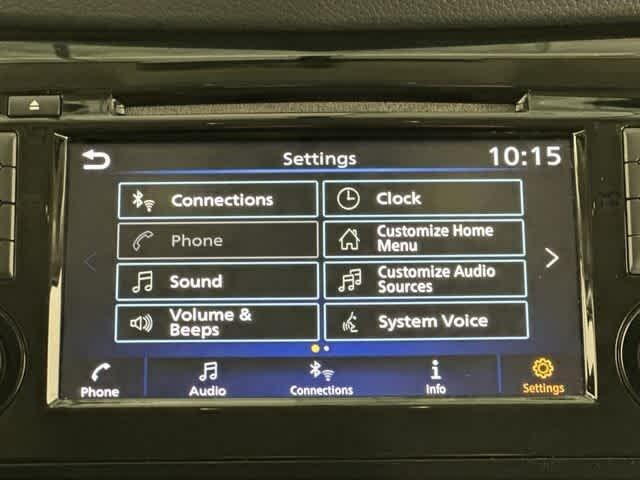 Settings
10:15
Connections
Clock
Phone
Customize Home
Menu
Sound
Customize Audio
Sources
Volume &
Beeps
System Voice
Phone
Audio
Connections
Info
Settings